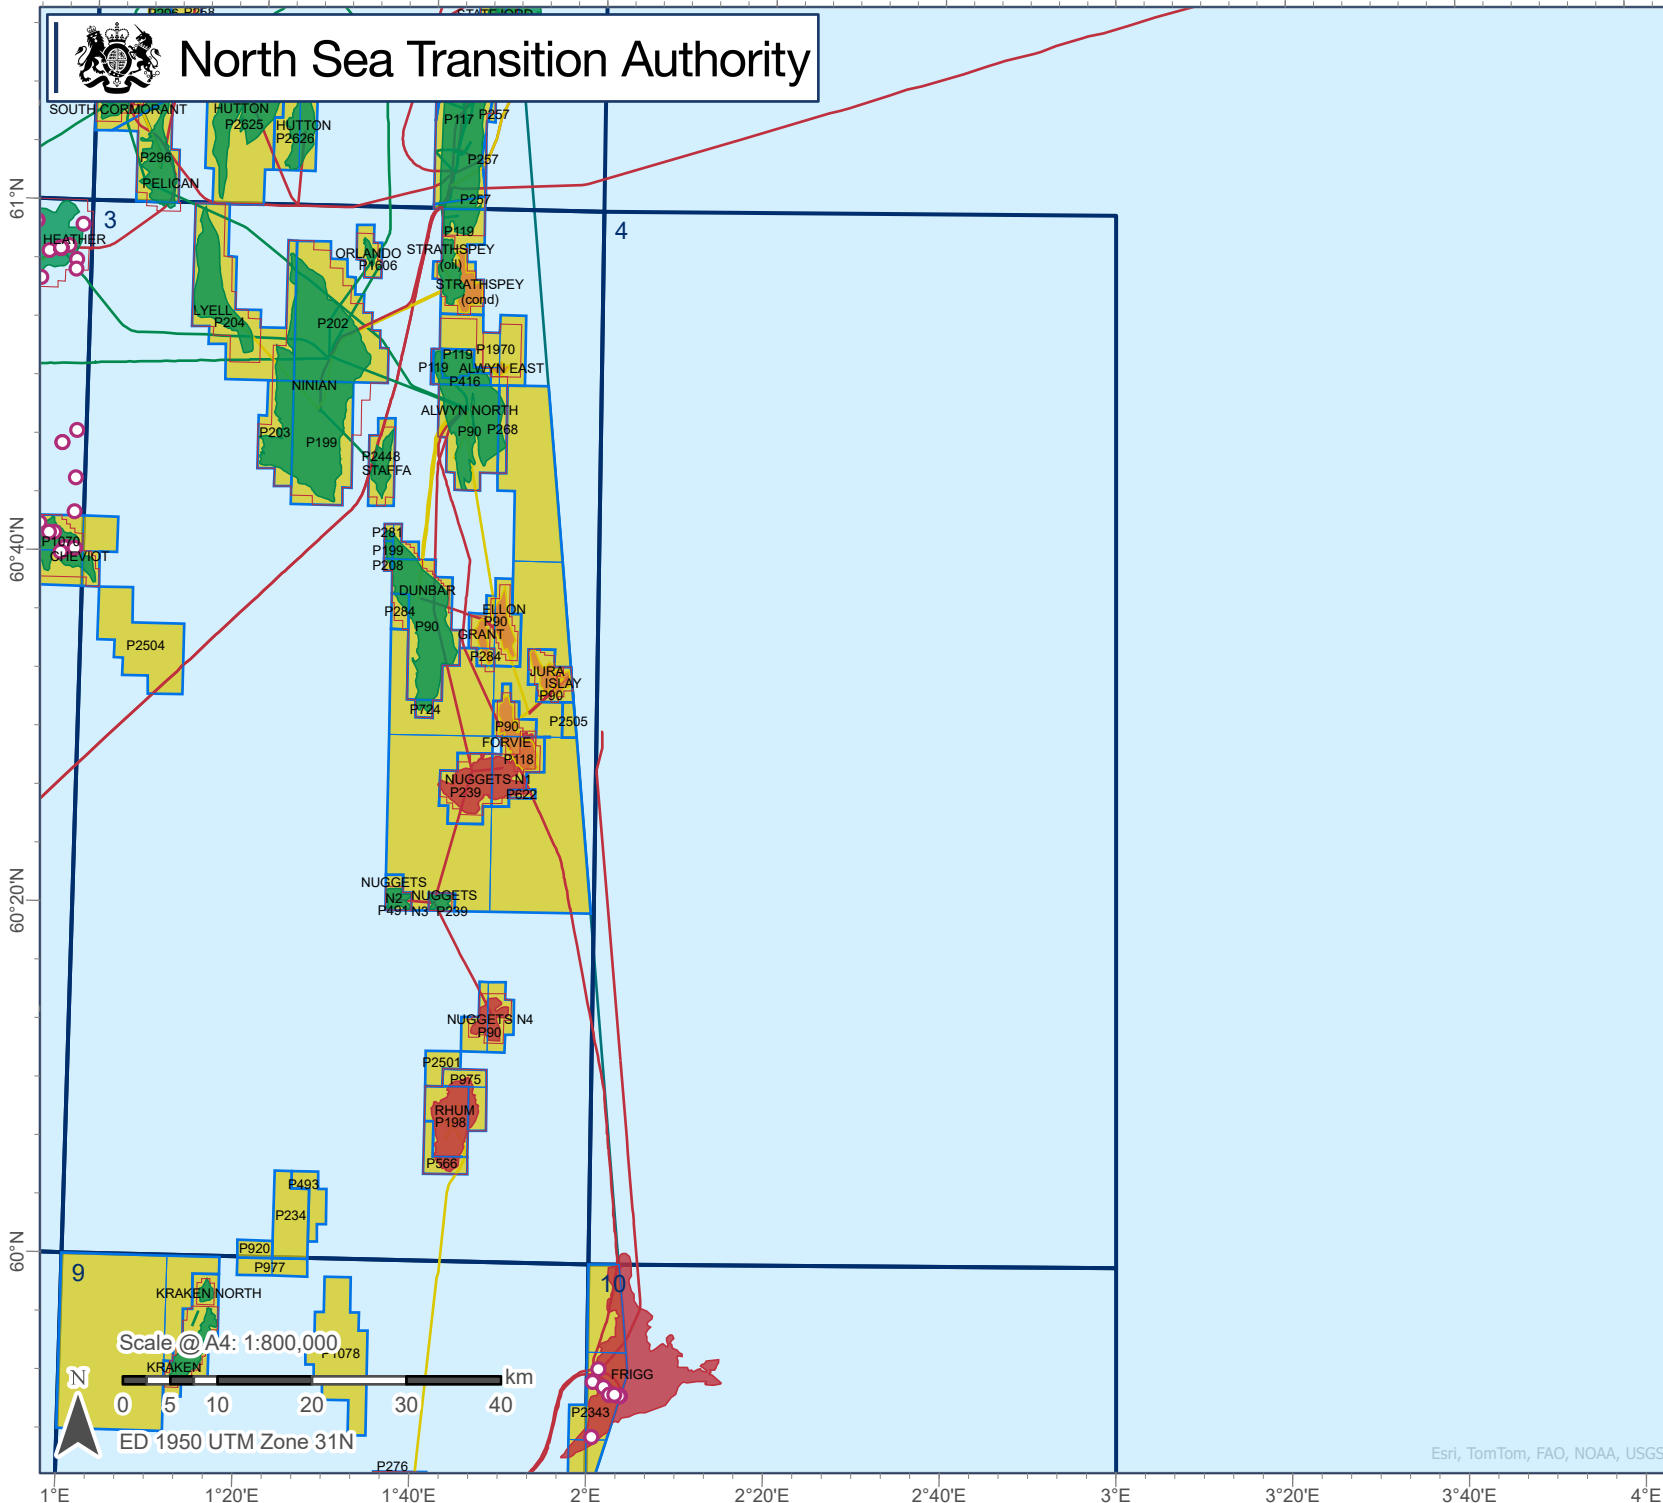 P296 P258
STATFJORD
North Sea Transition Authority
SOUTH CORMORANT
HUTTON
P2625
HUTTON
P2626
P117
P257
P296
PELICAN
P257
P257
61°N
3
4
HEATHER
P119
ORLANDO
P1606
STRATHSPEY
(oil)
STRATHSPEY
(cond)
LYELL
P204
P202
P119
P1970
P119
ALWYN EAST
P416
NINIAN
ALWYN NORTH
P203
P199
P90
P268
P2448
STAFFA
60°40'N
P281
P199
P208
P1070
CHEVIOT
DUNBAR
P284
P90
ELLON
P90
GRANT
P284
P2504
JURA
ISLAY
P90
P724
P2505
P90
FORVIE
P118
NUGGETS N1
P239
P622
60°20'N
NUGGETS
N2
P491
NUGGETS
N3
P239
NUGGETS N4
P90
P2501
P975
RHUM
P198
P566
P493
P234
P920
P977
60°N
9
10
KRAKEN NORTH
KRAKEN
P1078
FRIGG
P2343
P276
Scale @ A4: 1:800,000
N
km
0 5 10 20 30 40
ED 1950 UTM Zone 31N
Esri, TomTom, FAO, NOAA, USGS
1°E 1°20'E 1°40'E 2°E 2°20'E 2°40'E 3°E 3°20'E 3°40'E 4°E